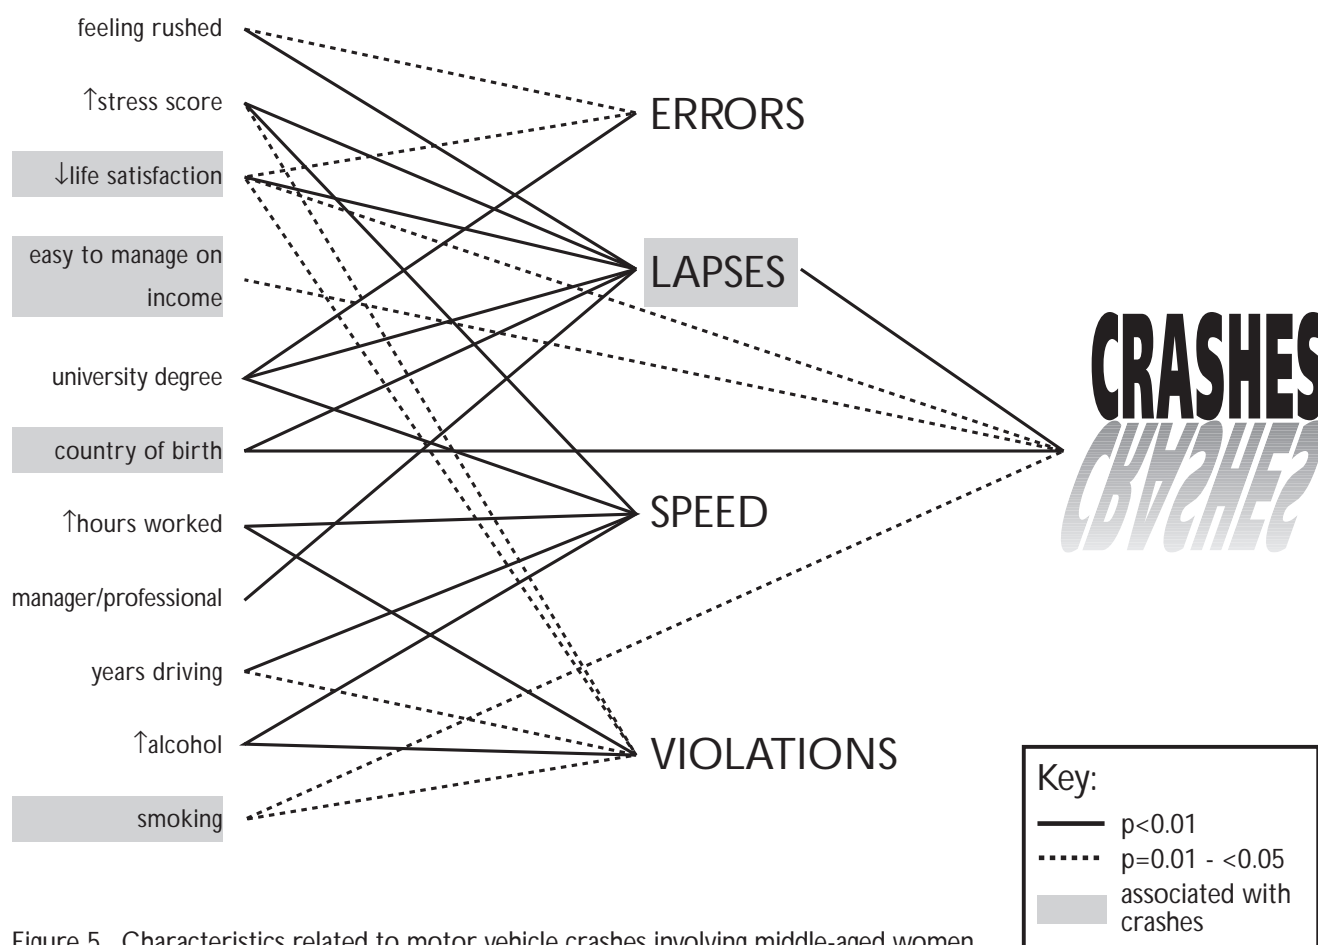 feeling rushed
↑stress score
↓life satisfaction
easy to manage on
income
university degree
country of birth
↑hours worked
manager/professional
years driving
↑alcohol
smoking
ERRORS
LAPSES
SPEED
VIOLATIONS
CRASHES
CRASHES
Key:
p<0.01
p=0.01 - <0.05
associated with
crashes
Figure 5. Characteristics related to motor vehicle crashes involving middle-aged women